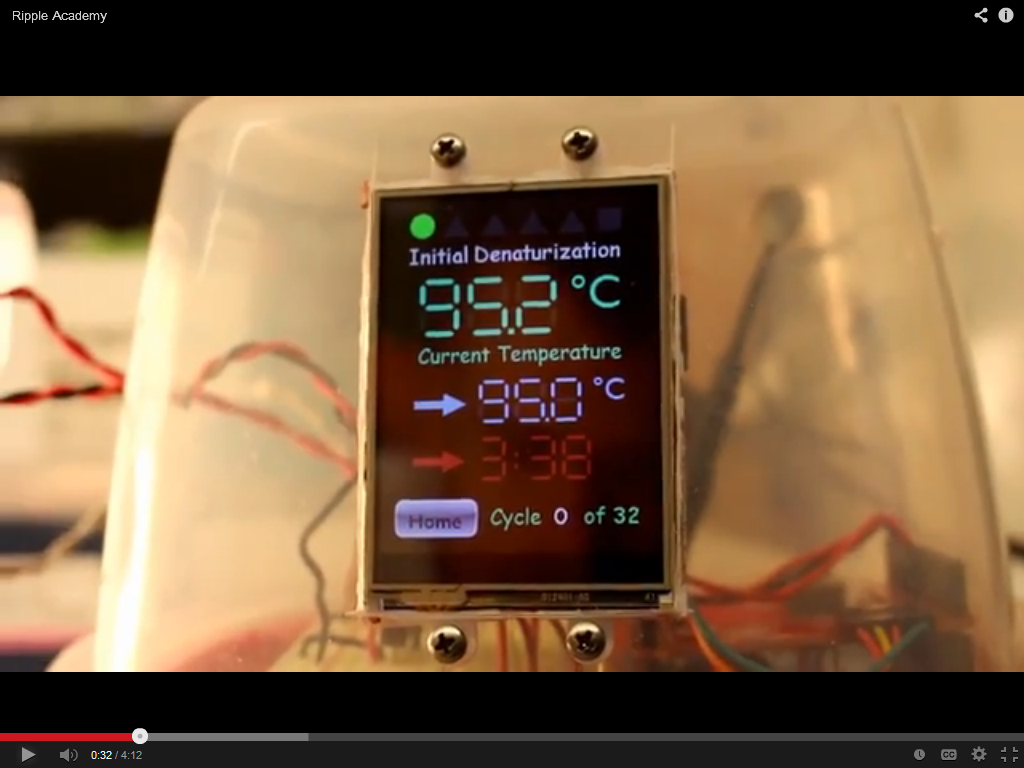 Ripple Academy
Initial Denaturization
95.2 °C
Current Temperature
95.0 °C
3:38
Home Cycle 0 of 32
0:32 / 4:12
CC